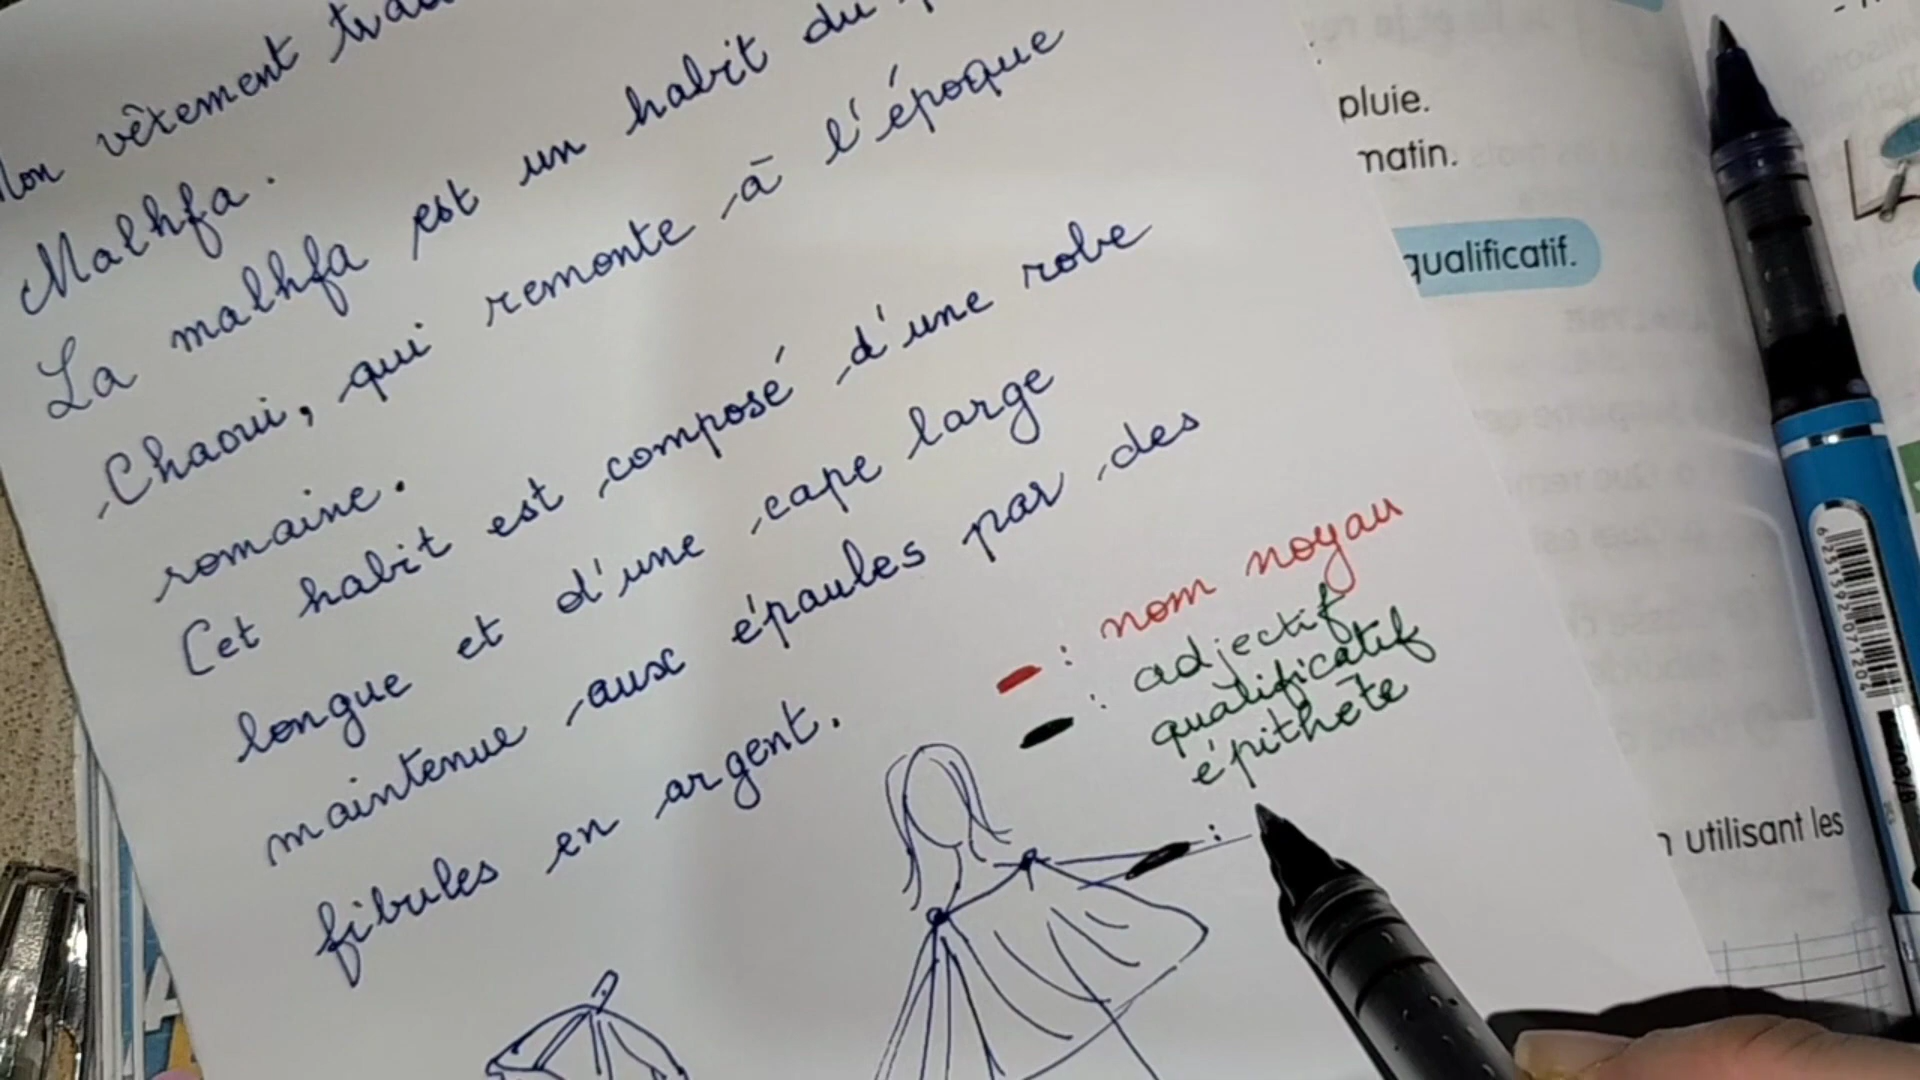 Mon vêtement
Malhfa.
La malhfa est un habit du
Chaoui, qui remonte à l'époque
romaine.
Cet habit est composé d'une robe
longue et d'une cape large
maintenue aux épaules par des
fibules en argent.
: nom noyau
: adjectif
qualificatif
épithète
:
pluie.
matin.
qualificatif.
utilisant les
6251592071204